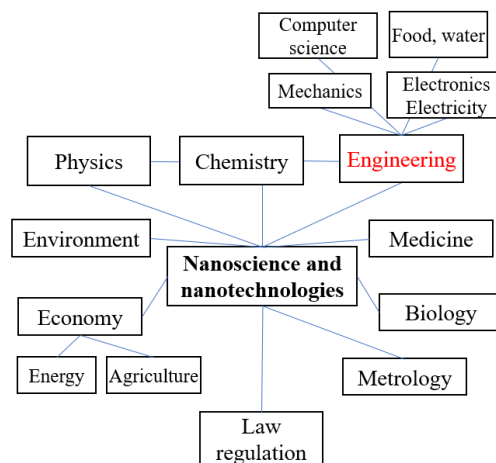 Computer
science
Food, water
Mechanics
Electronics
Electricity
Physics
Chemistry
Engineering
Environment
Medicine
Nanoscience and
nanotechnologies
Economy
Biology
Energy
Agriculture
Metrology
Law
regulation